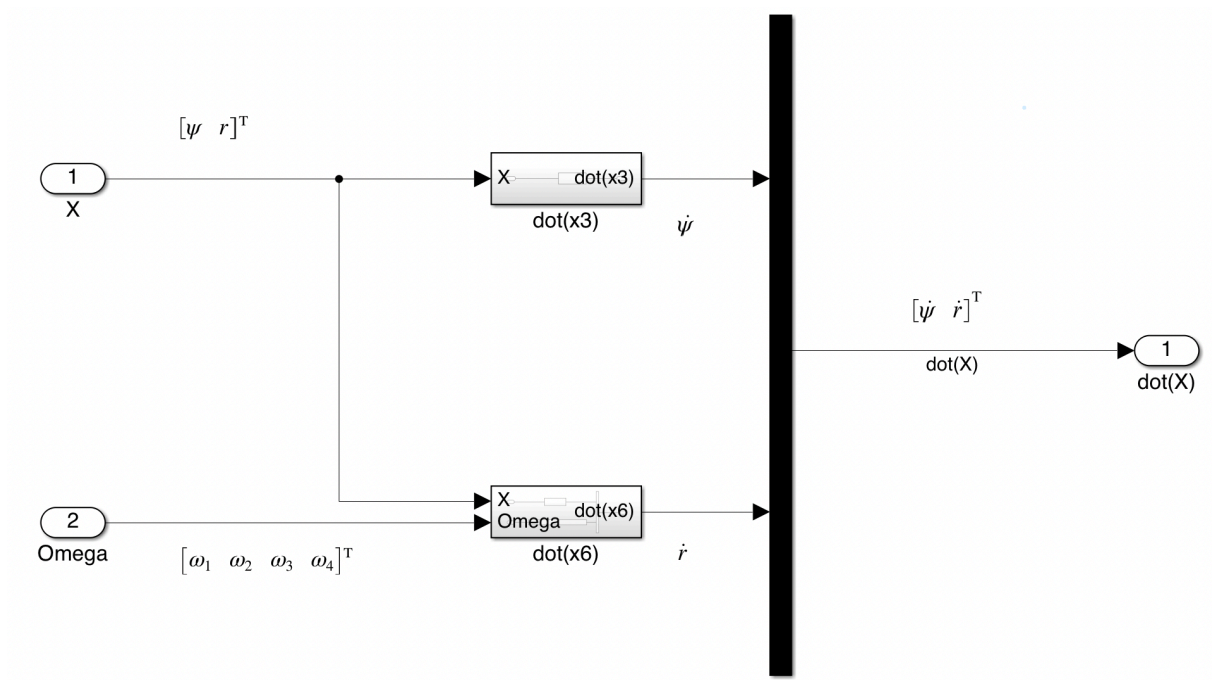 [ψ r]ᵀ
1
X
X dot(x3)
dot(x3)
ψ̇
[ψ̇ ṙ]ᵀ
dot(X)
1
dot(X)
X
Omega dot(x6)
dot(x6)
ṙ
2
Omega
[ω₁ ω₂ ω₃ ω₄]ᵀ